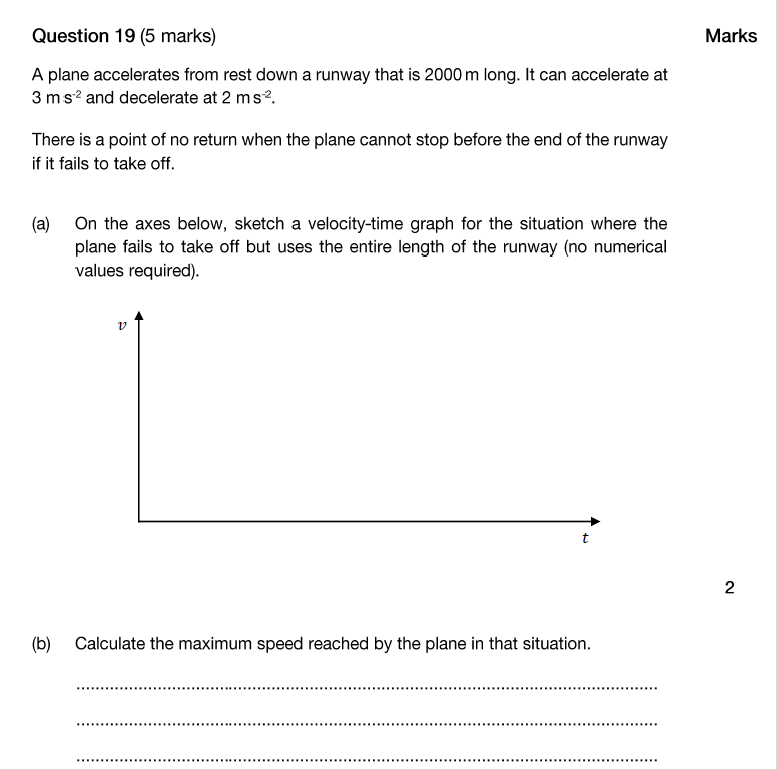 Question 19 (5 marks)
Marks
A plane accelerates from rest down a runway that is 2000 m long. It can accelerate at
3 m s⁻² and decelerate at 2 m s⁻².
There is a point of no return when the plane cannot stop before the end of the runway
if it fails to take off.
(a) On the axes below, sketch a velocity-time graph for the situation where the
plane fails to take off but uses the entire length of the runway (no numerical
values required).
v
t
2
(b) Calculate the maximum speed reached by the plane in that situation.